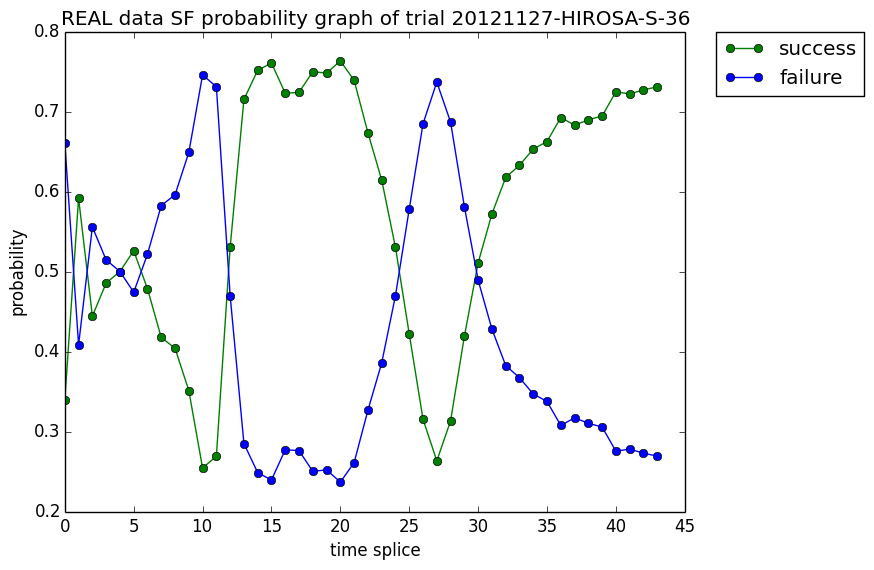 REAL data SF probability graph of trial 20121127-HIROSA-S-36
success
failure
0.8
0.7
0.6
0.5
0.4
0.3
0.2
probability
0 5 10 15 20 25 30 35 40 45
time splice